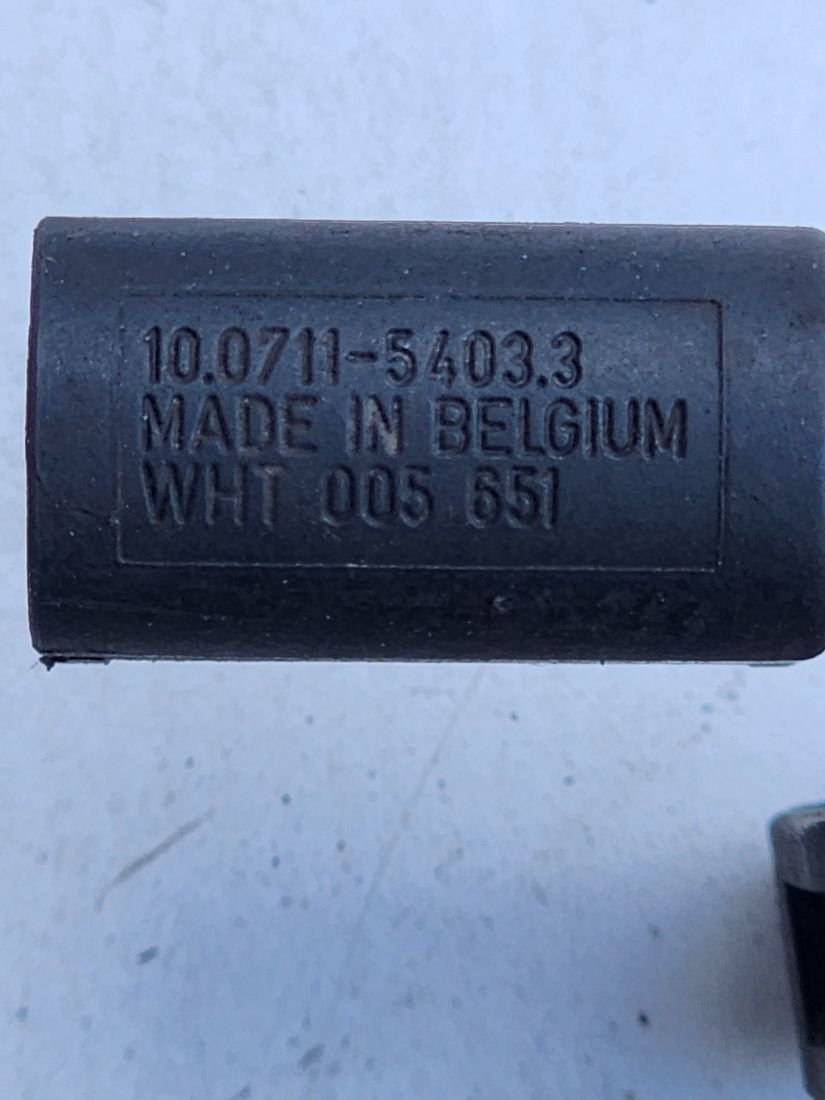 10.0711-5403.3
MADE IN BELGIUM
WHT 005 651